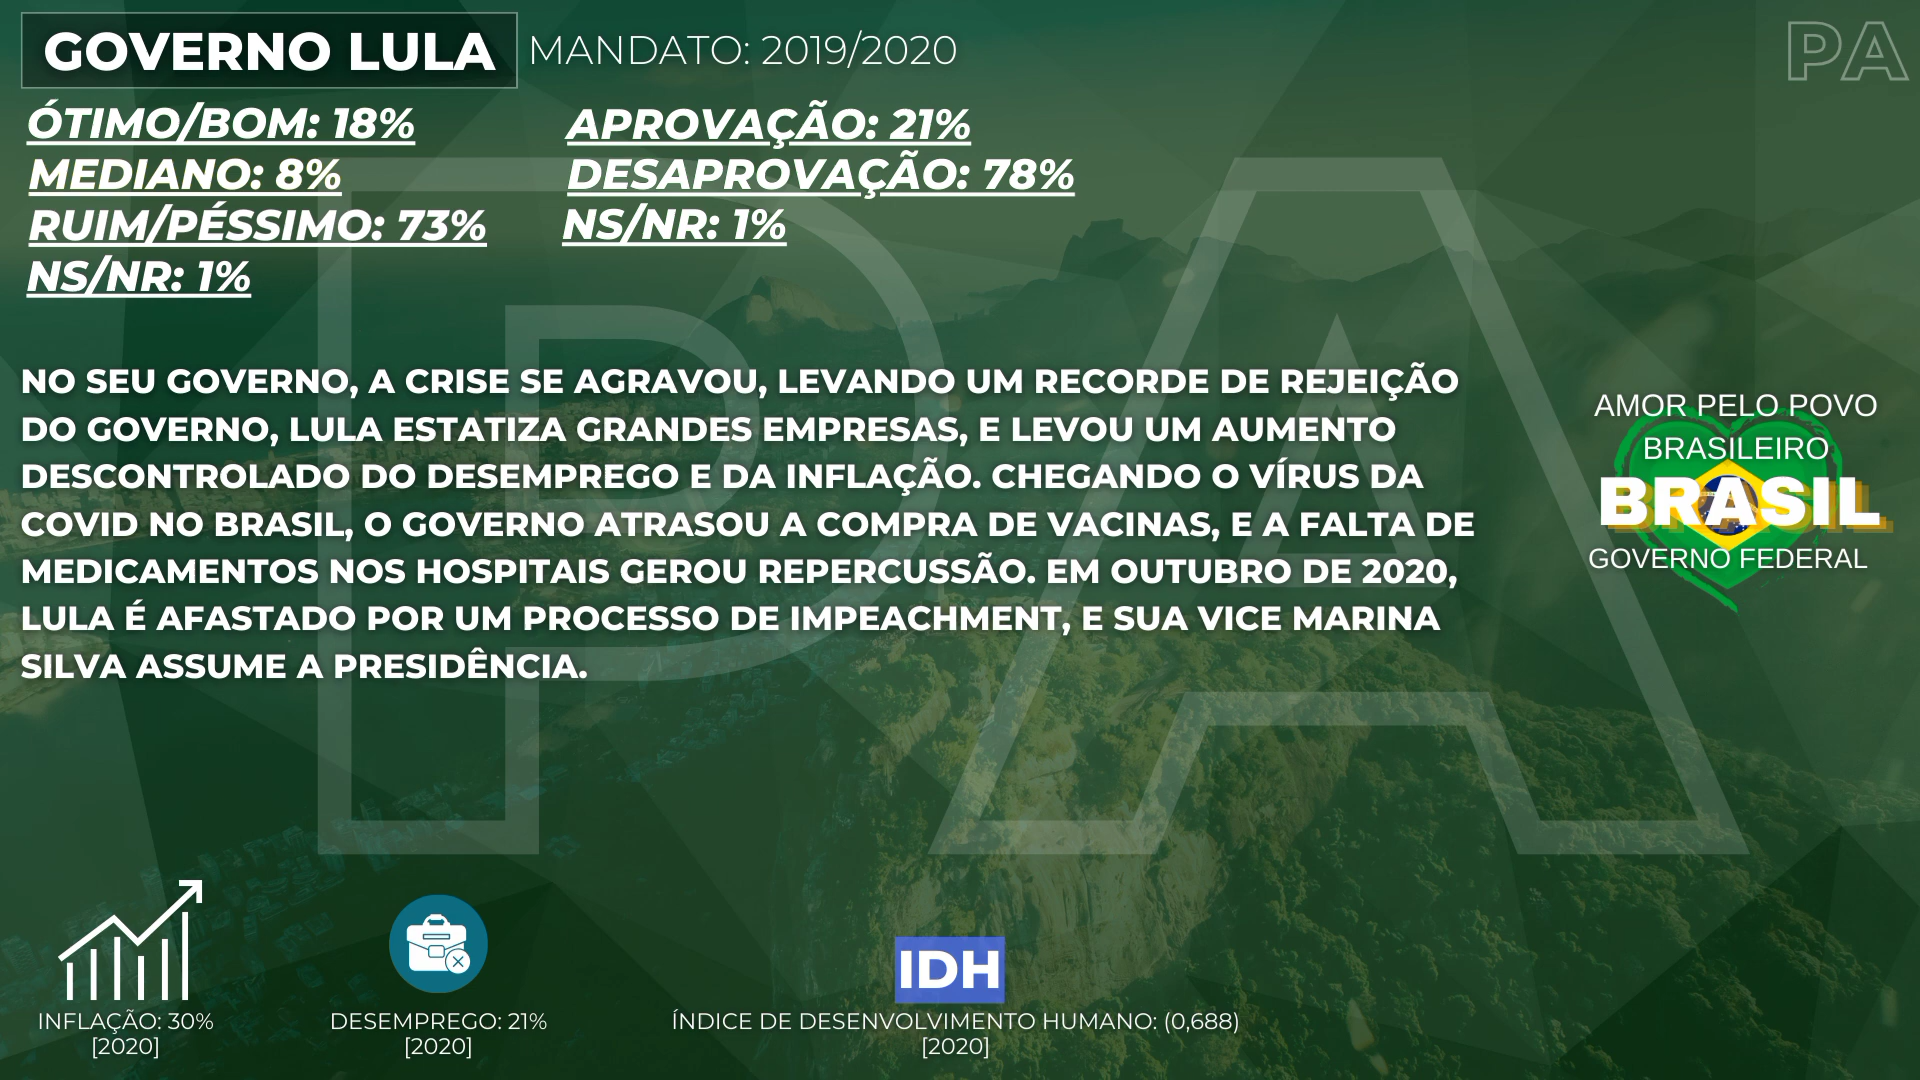 GOVERNO LULA MANDATO: 2019/2020
PA
ÓTIMO/BOM: 18%
MEDIANO: 8%
RUIM/PÉSSIMO: 73%
NS/NR: 1%
APROVAÇÃO: 21%
DESAPROVAÇÃO: 78%
NS/NR: 1%
PA
NO SEU GOVERNO, A CRISE SE AGRAVOU, LEVANDO UM RECORDE DE REJEIÇÃO
DO GOVERNO, LULA ESTATIZA GRANDES EMPRESAS, E LEVOU UM AUMENTO
DESCONTROLADO DO DESEMPREGO E DA INFLAÇÃO. CHEGANDO O VÍRUS DA
COVID NO BRASIL, O GOVERNO ATRASOU A COMPRA DE VACINAS, E A FALTA DE
MEDICAMENTOS NOS HOSPITAIS GEROU REPERCUSSÃO. EM OUTUBRO DE 2020,
LULA É AFASTADO POR UM PROCESSO DE IMPEACHMENT, E SUA VICE MARINA
SILVA ASSUME A PRESIDÊNCIA.
AMOR PELO POVO
BRASILEIRO
BRASIL
GOVERNO FEDERAL
INFLAÇÃO: 30%
[2020]
DESEMPREGO: 21%
[2020]
IDH
ÍNDICE DE DESENVOLVIMENTO HUMANO: (0,688)
[2020]